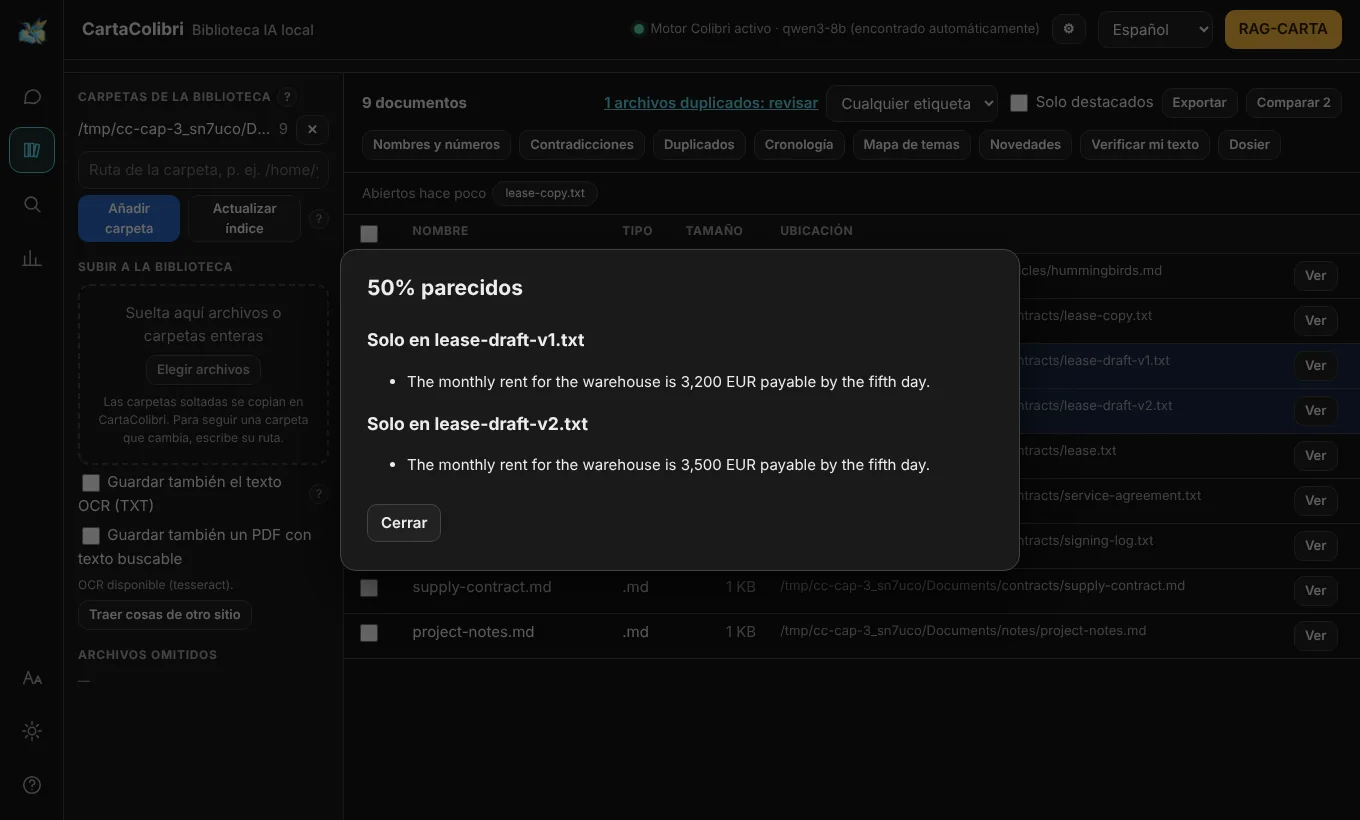 CartaColibri Biblioteca IA local
Motor Colibri activo · qwen3-8b (encontrado automáticamente)
Español
RAG-CARTA
CARPETAS DE LA BIBLIOTECA ?
/tmp/cc-cap-3_sn7uco/D... 9 ×
Ruta de la carpeta, p. ej. /home/
Añadir carpeta
Actualizar índice
?
SUBIR A LA BIBLIOTECA
Suelta aquí archivos o
carpetas enteras
Elegir archivos
Las carpetas soltadas se copian en
CartaColibri. Para seguir una carpeta
que cambia, escribe su ruta.
Guardar también el texto
OCR (TXT)
?
Guardar también un PDF con
texto buscable
OCR disponible (tesseract).
Traer cosas de otro sitio
ARCHIVOS OMITIDOS
—
9 documentos
1 archivos duplicados: revisar
Cualquier etiqueta
Solo destacados
Exportar
Comparar 2
Nombres y números
Contradicciones
Duplicados
Cronología
Mapa de temas
Novedades
Verificar mi texto
Dosier
Abiertos hace poco lease-copy.txt
NOMBRE TIPO TAMAÑO UBICACIÓN
cles/hummingbirds.md Ver
ntracts/lease-copy.txt Ver
ntracts/lease-draft-v1.txt Ver
ntracts/lease-draft-v2.txt Ver
ntracts/lease.txt Ver
ntracts/service-agreement.txt Ver
ntracts/signing-log.txt Ver
supply-contract.md .md 1 KB /tmp/cc-cap-3_sn7uco/Documents/contracts/supply-contract.md Ver
project-notes.md .md 1 KB /tmp/cc-cap-3_sn7uco/Documents/notes/project-notes.md Ver
50% parecidos
Solo en lease-draft-v1.txt
• The monthly rent for the warehouse is 3,200 EUR payable by the fifth day.
Solo en lease-draft-v2.txt
• The monthly rent for the warehouse is 3,500 EUR payable by the fifth day.
Cerrar
AA
?